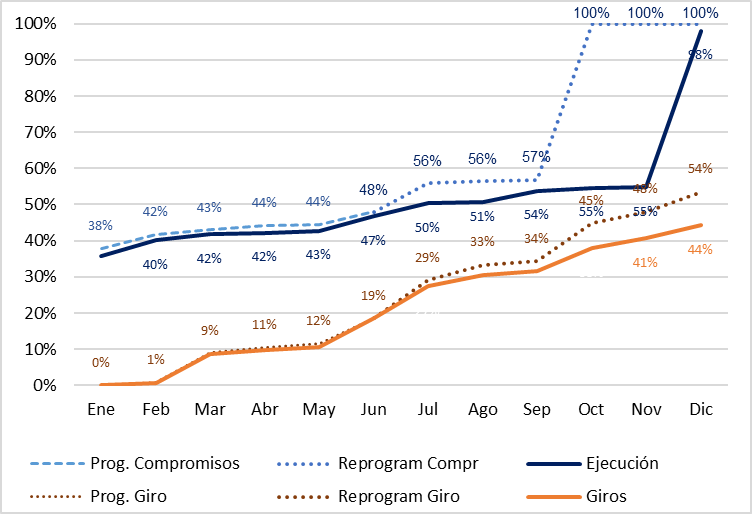 100% 100% 100%
100%
98%
90%
80%
70%
60%
56% 56% 57%
54%
50%
48%
48%
38% 42% 43% 44% 44%
45%
40%
40% 42% 42% 43% 47% 50% 51% 54% 55% 55%
29% 33% 34%
41% 44%
30%
20%
19%
10%
9% 11% 12%
0% 1%
0%
Ene Feb Mar Abr May Jun Jul Ago Sep Oct Nov Dic
Prog. Compromisos Reprogram Compr Ejecución
Prog. Giro Reprogram Giro Giros